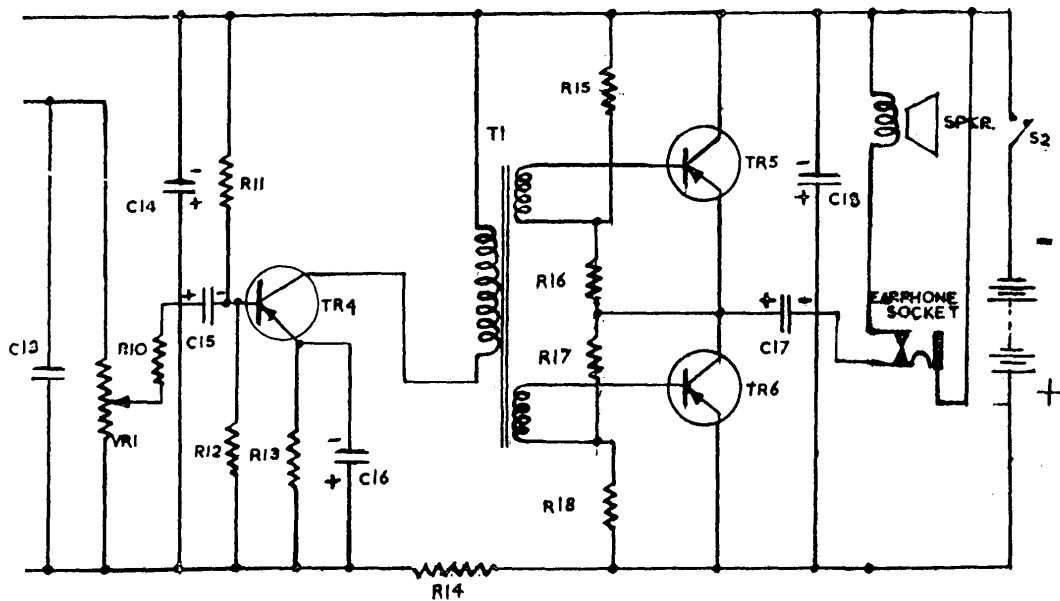 R15
T1
SPKR.
S2
R11
TR5
C14
-
+
-
+
C18
-
R16
+ -
TR4
EARPHONE
SOCKET
+ -
C15
C17
C13
R10
R17
TR6
+
VR1
R12
R13
-
+
C16
R18
R14